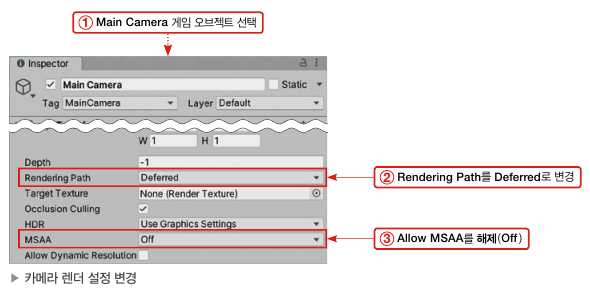 ① Main Camera 게임 오브젝트 선택
Inspector
Main Camera Static
Tag MainCamera Layer Default
W 1 H 1
Depth -1
Rendering Path Deferred
② Rendering Path를 Deferred로 변경
Target Texture None (Render Texture)
Occlusion Culling
HDR Use Graphics Settings
MSAA Off
③ Allow MSAA를 해제(Off)
Allow Dynamic Resolution
▶ 카메라 렌더 설정 변경